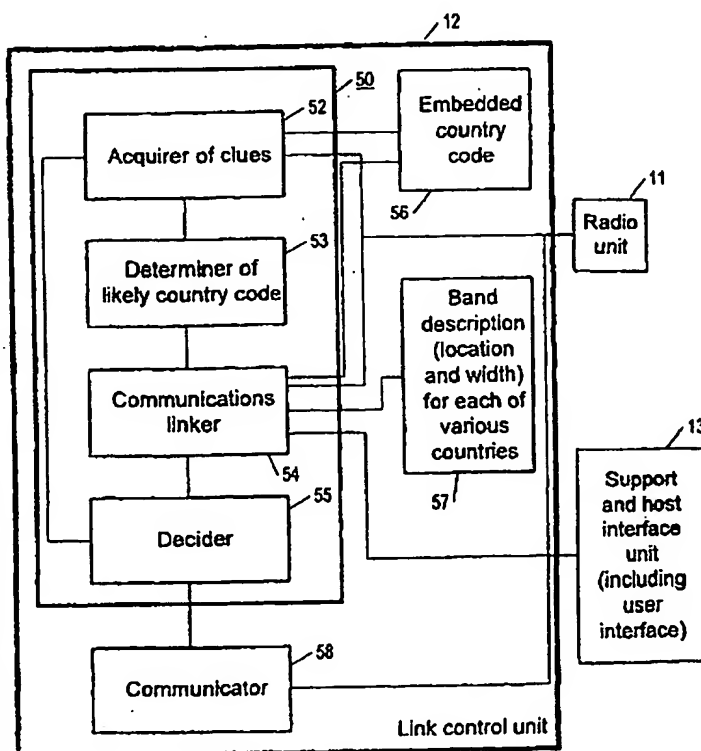 12
50
52
Acquirer of clues
Embedded
country
code
56
11
Radio
unit
53
Determiner of
likely country code
Band
description
(location
and width)
for each of
various
countries
57
Communications
linker
54
13
Support
and host
interface
unit
(including
user
interface)
55
Decider
58
Communicator
Link control unit